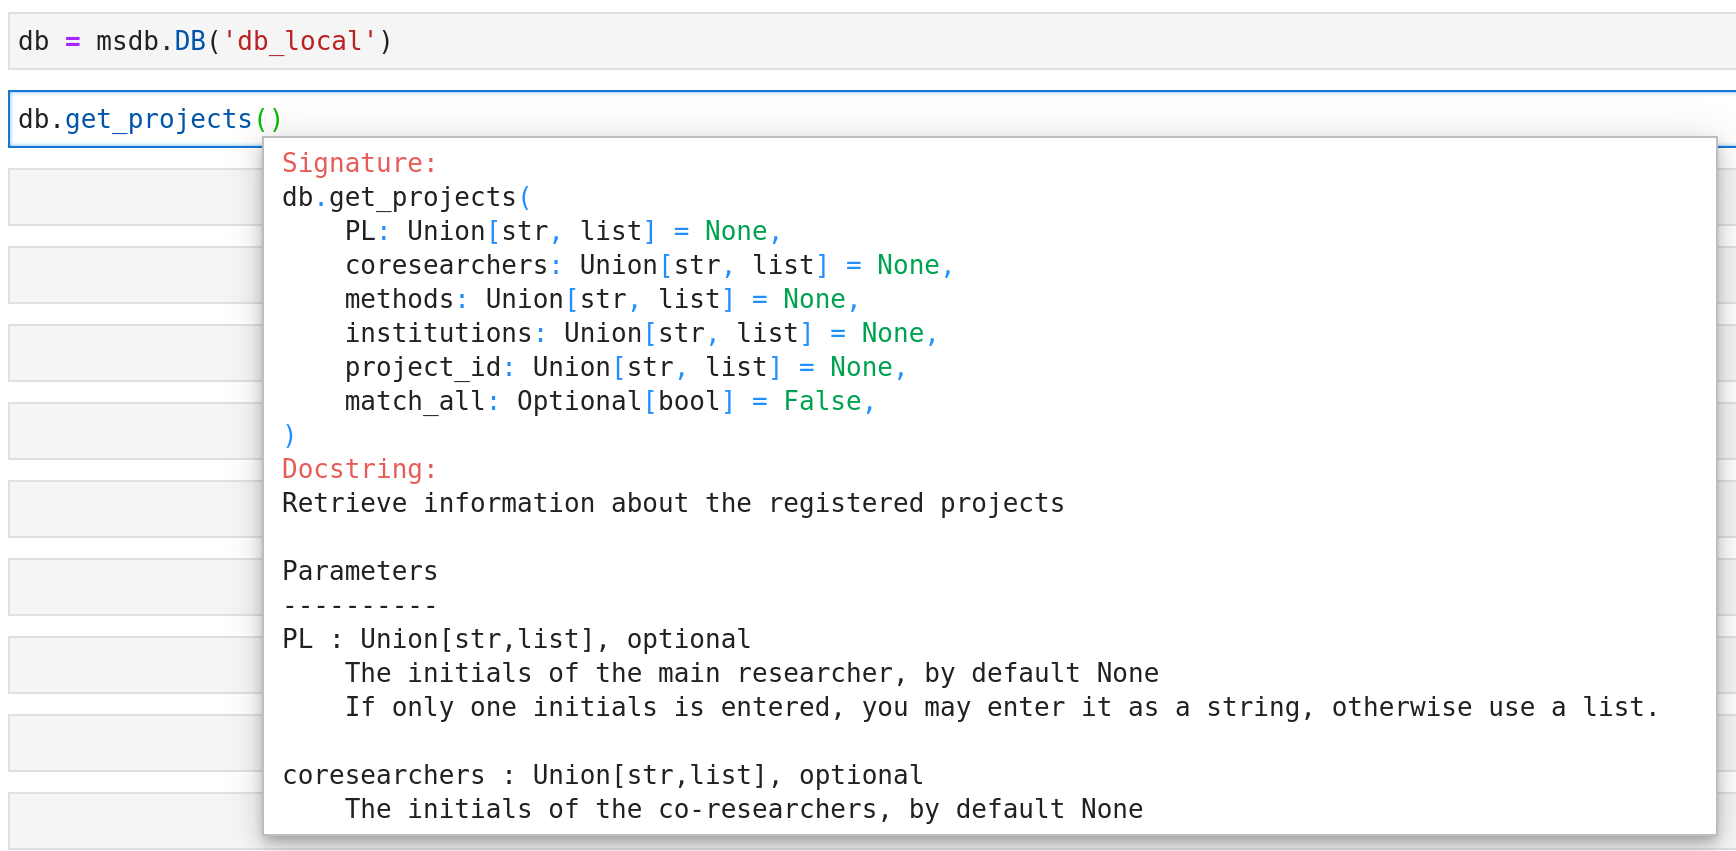 db = msdb.DB('db_local')
db.get_projects()
Signature:
db.get_projects(
    PL: Union[str, list] = None,
    coresearchers: Union[str, list] = None,
    methods: Union[str, list] = None,
    institutions: Union[str, list] = None,
    project_id: Union[str, list] = None,
    match_all: Optional[bool] = False,
)
Docstring:
Retrieve information about the registered projects

Parameters
----------
PL : Union[str,list], optional
    The initials of the main researcher, by default None
    If only one initials is entered, you may enter it as a string, otherwise use a list.

coresearchers : Union[str,list], optional
    The initials of the co-researchers, by default None